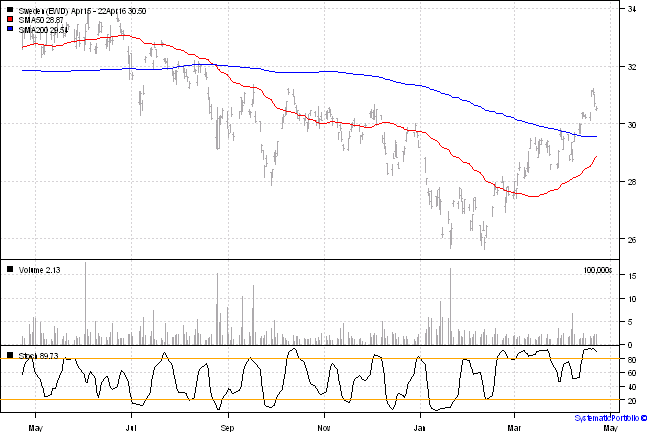 Sweden (EWD) Apr15 - 22Apr16 30.50
SMA50 28.87
SMA200 29.54
34
32
30
28
26
Volume 2.13
100,000s
15
10
5
0
Stoch 89.73
80
60
40
20
May
Jul
Sep
Nov
Jan
Mar
May
SystematicPortfolio ©